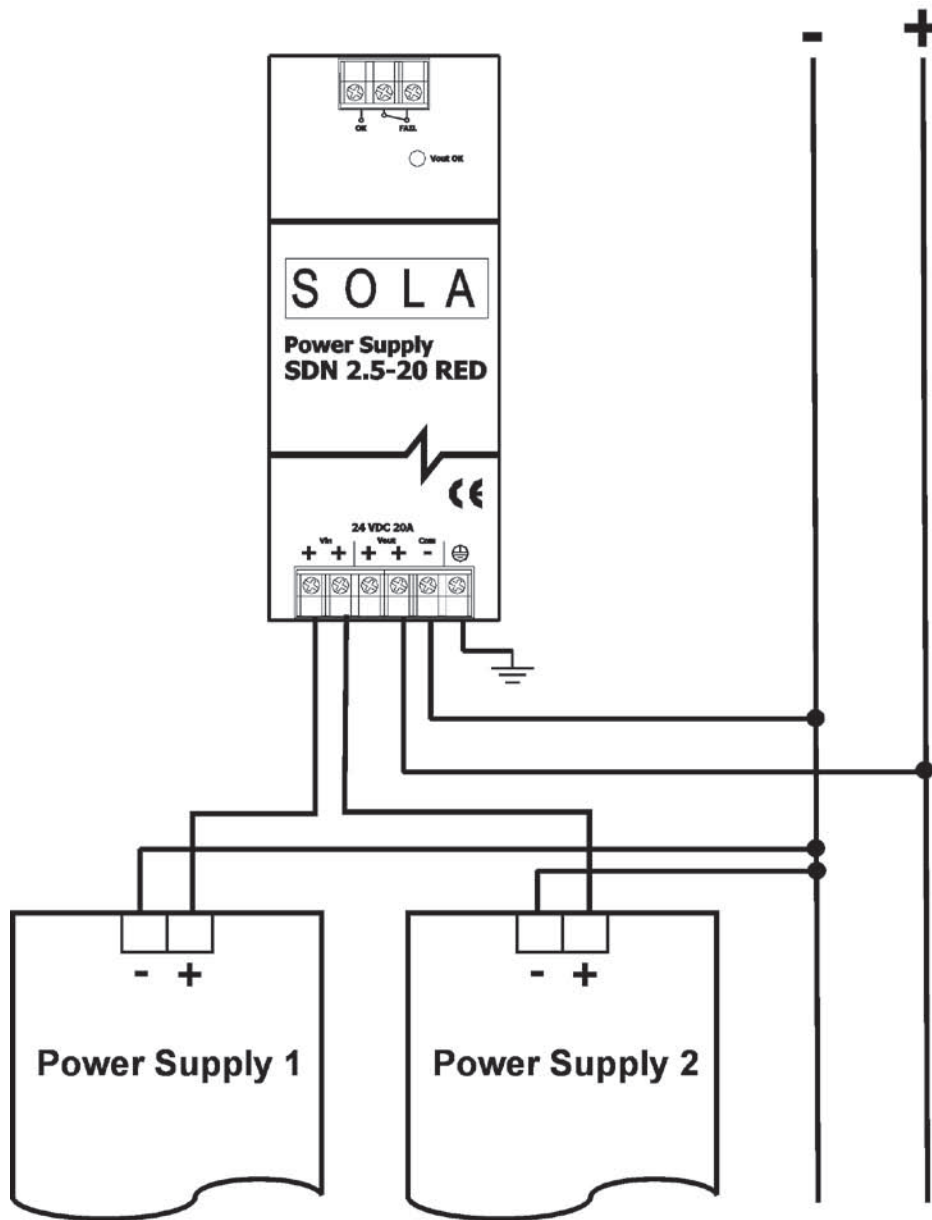 - +
OK FAIL
Vout OK
S O L A
Power Supply
SDN 2.5-20 RED
CE
24 VDC 20A
Vin Vout Com
+ + + + -
- +
Power Supply 1
- +
Power Supply 2